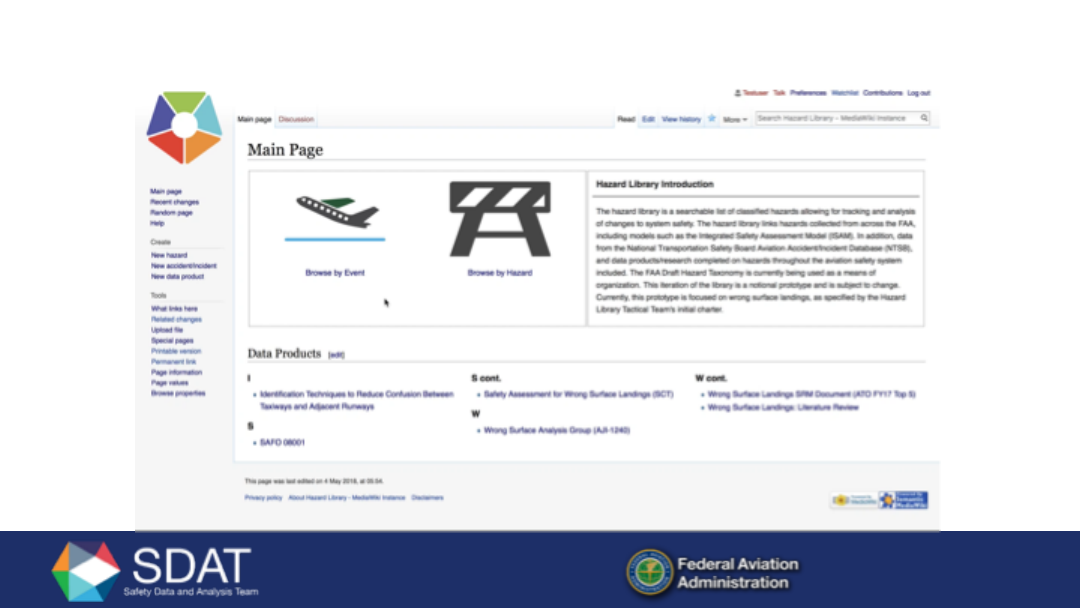 Testuser Talk Preferences Watchlist Contributions Log out
Main page Discussion Read Edit View history More Search Hazard Library - MediaWiki Instance
Main Page
Main page
Recent changes
Random page
Help
Create
New hazard
New accident/incident
New data product
Tools
What links here
Related changes
Upload file
Special pages
Printable version
Permanent link
Page information
Page values
Browse properties
Browse by Event
Browse by Hazard
Hazard Library Introduction
The hazard library is a searchable list of classified hazards allowing for tracking and analysis
of changes to system safety. The hazard library links hazards collected from across the FAA,
including models such as the Integrated Safety Assessment Model (ISAM). In addition, data
from the National Transportation Safety Board Aviation Accident/Incident Database (NTSB),
and data products/research completed on hazards throughout the aviation safety system
included. The FAA Draft Hazard Taxonomy is currently being used as a means of
organization. This iteration of the library is a notional prototype and is subject to change.
Currently, this prototype is focused on wrong surface landings, as specified by the Hazard
Library Tactical Team's initial charter.
Data Products [edit]
I
Identification Techniques to Reduce Confusion Between
Taxiways and Adjacent Runways
S
SAFO 08001
S cont.
Safety Assessment for Wrong Surface Landings (SCT)
W
Wrong Surface Analysis Group (AJI-1240)
W cont.
Wrong Surface Landings SRM Document (ATO FY17 Top 5)
Wrong Surface Landings: Literature Review
This page was last edited on 4 May 2018, at 05:54.
Privacy policy About Hazard Library - MediaWiki Instance Disclaimers
SDAT
Safety Data and Analysis Team
Federal Aviation
Administration